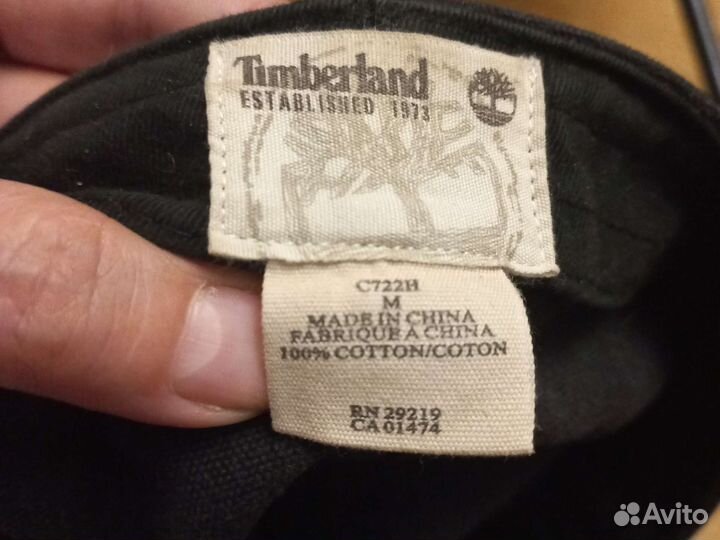 Timberland
ESTABLISHED 1973
C722H
M
MADE IN CHINA
FABRIQUE A CHINA
100% COTTON/COTON
RN 29219
CA 01474
Avito